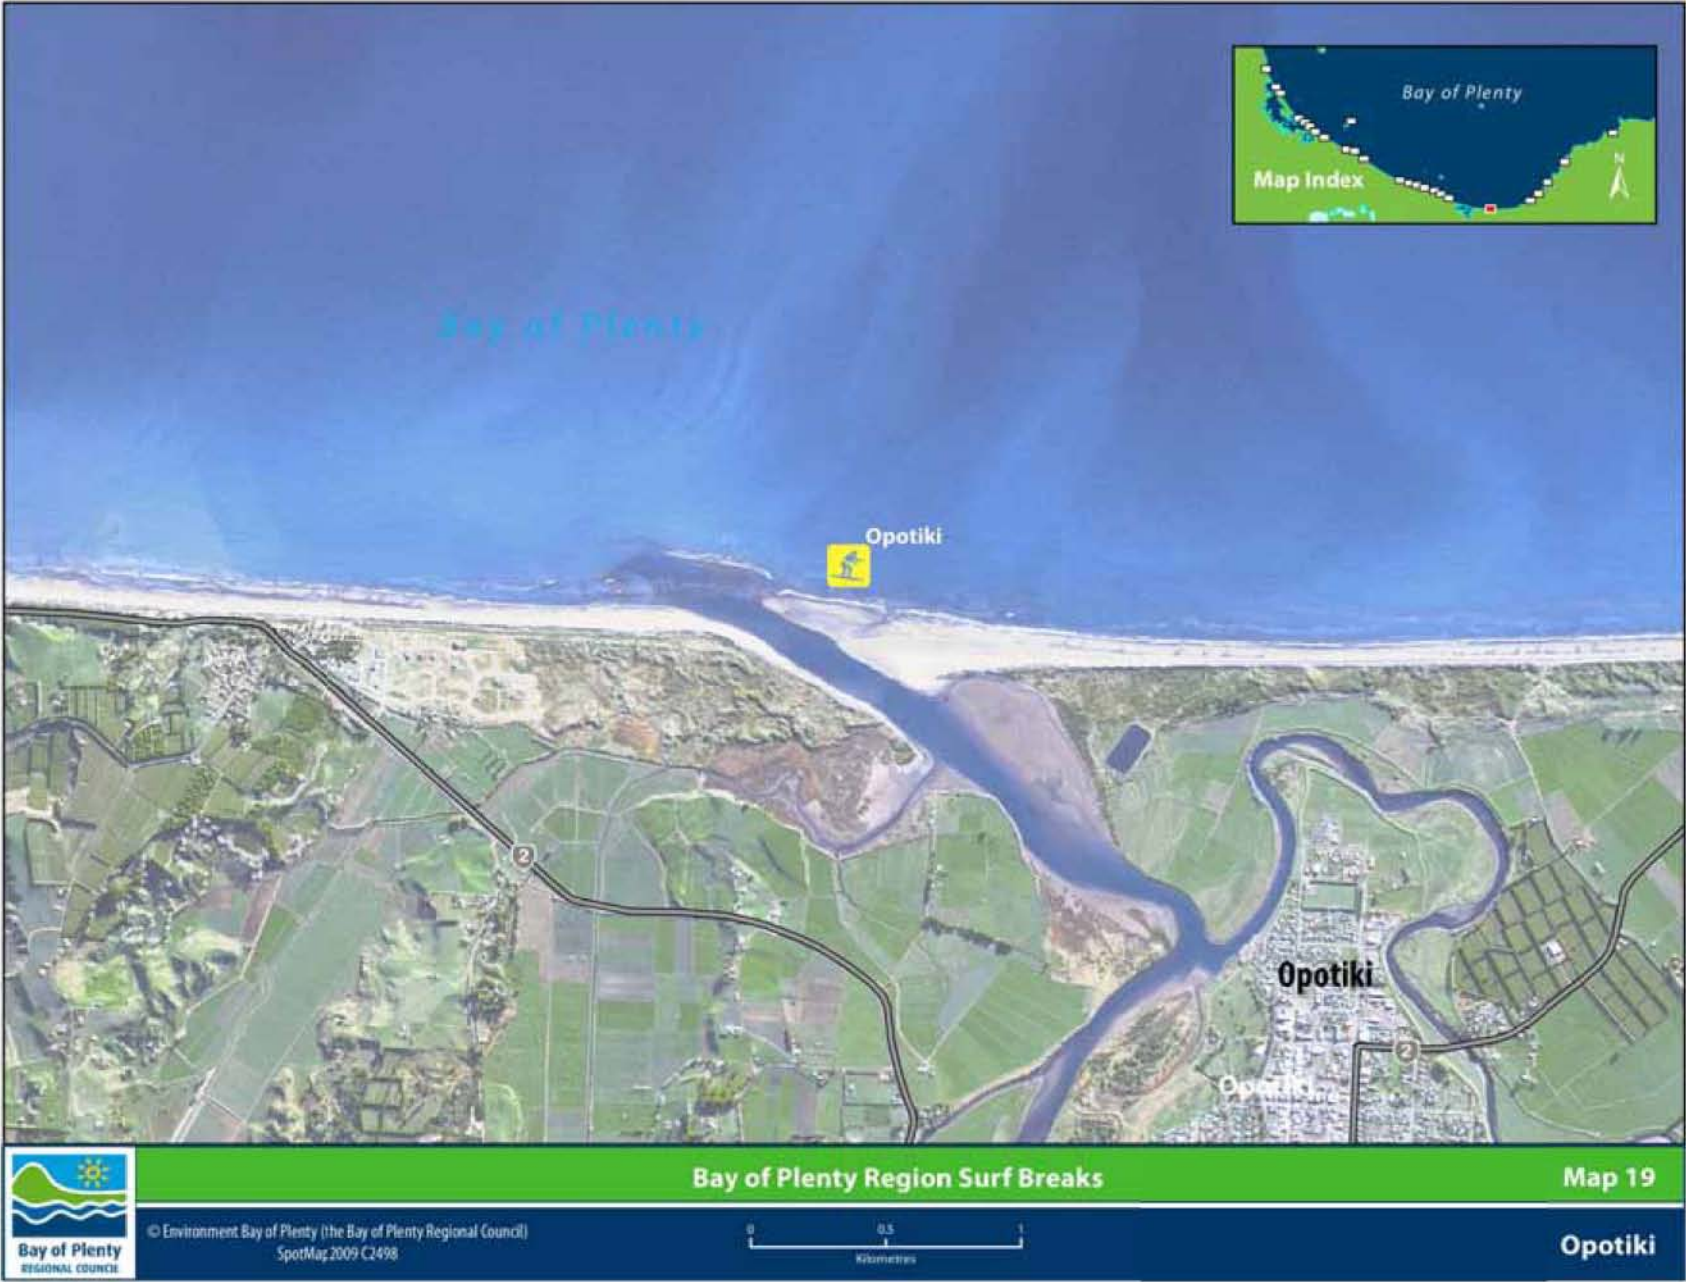 Bay of Plenty
Map Index
N
Bay of Plenty
Opotiki
2
Opotiki
2
Opotiki
Bay of Plenty Region Surf Breaks
Map 19
Bay of Plenty
REGIONAL COUNCIL
© Environment Bay of Plenty (the Bay of Plenty Regional Council)
SpotMap 2009 C2498
0 0.5 1
Kilometres
Opotiki